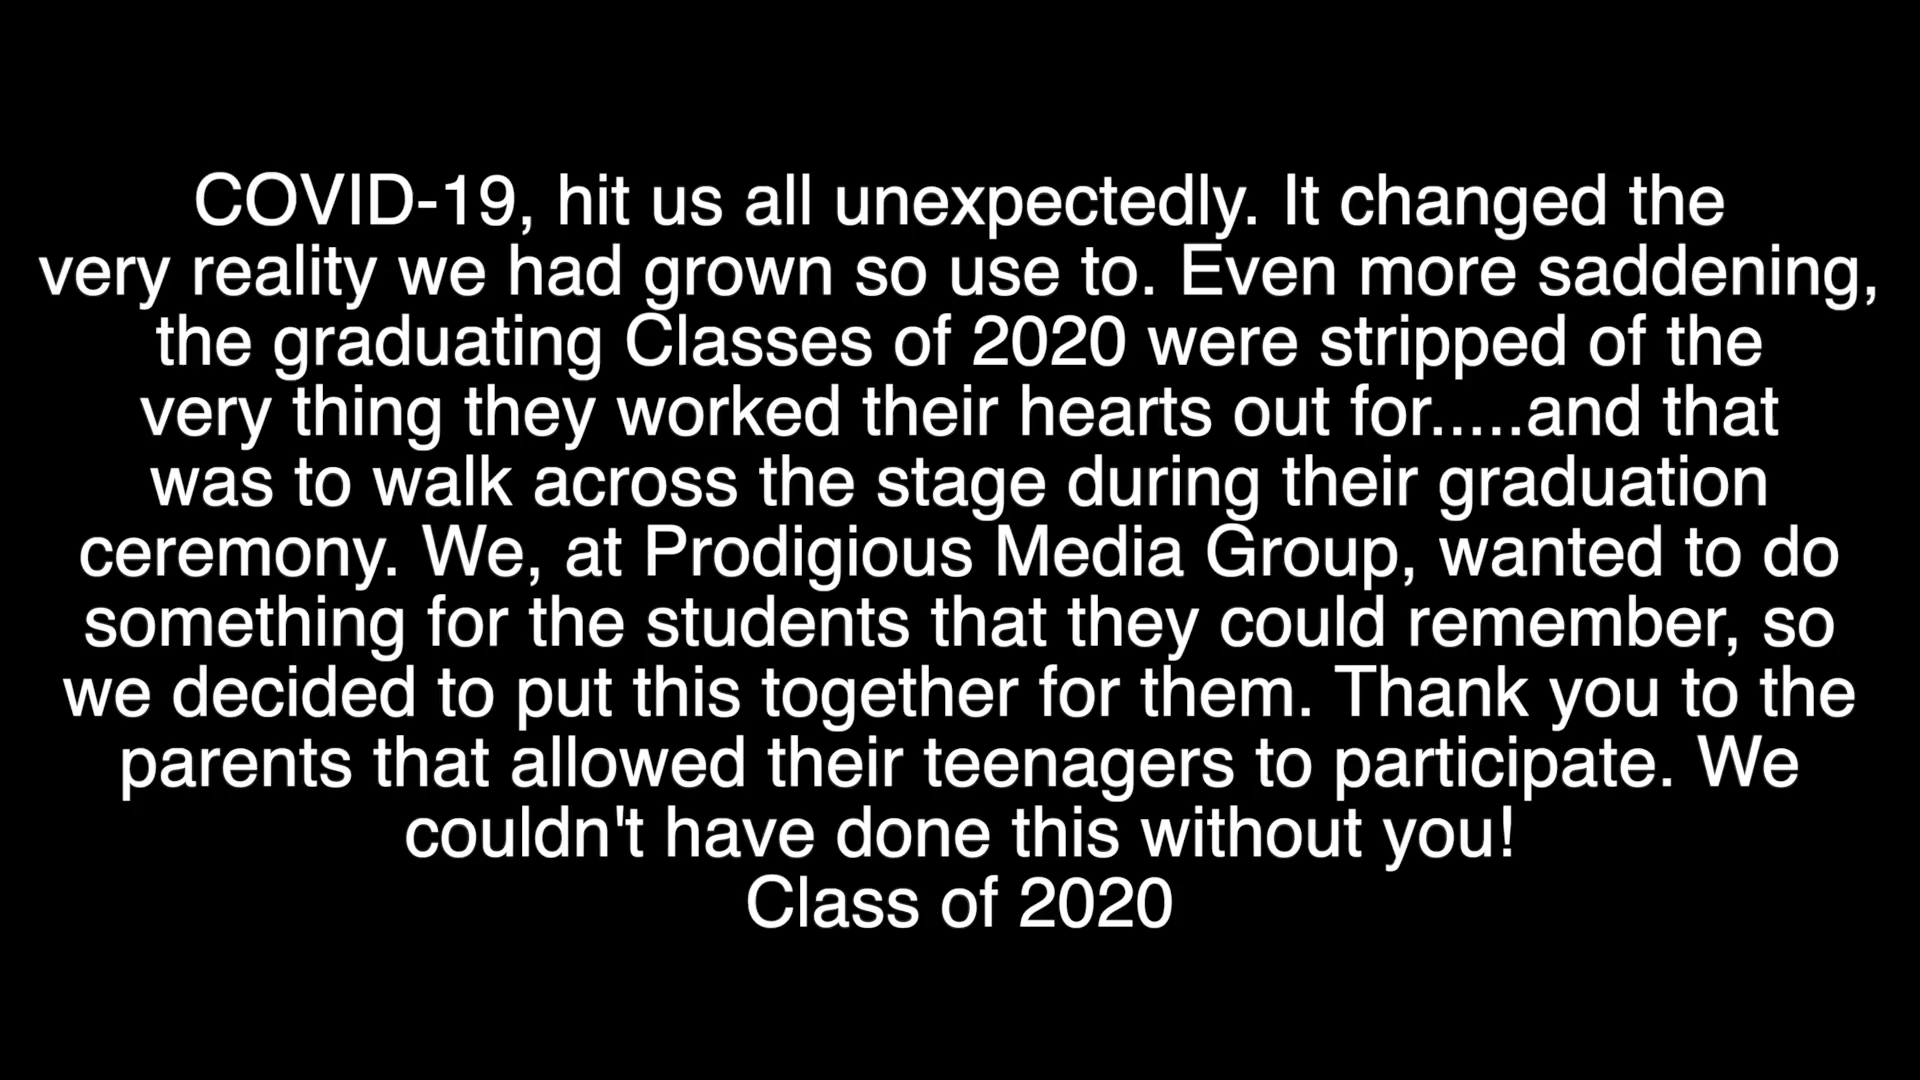 COVID-19, hit us all unexpectedly. It changed the
very reality we had grown so use to. Even more saddening,
the graduating Classes of 2020 were stripped of the
very thing they worked their hearts out for.....and that
was to walk across the stage during their graduation
ceremony. We, at Prodigious Media Group, wanted to do
something for the students that they could remember, so
we decided to put this together for them. Thank you to the
parents that allowed their teenagers to participate. We
couldn't have done this without you!
Class of 2020